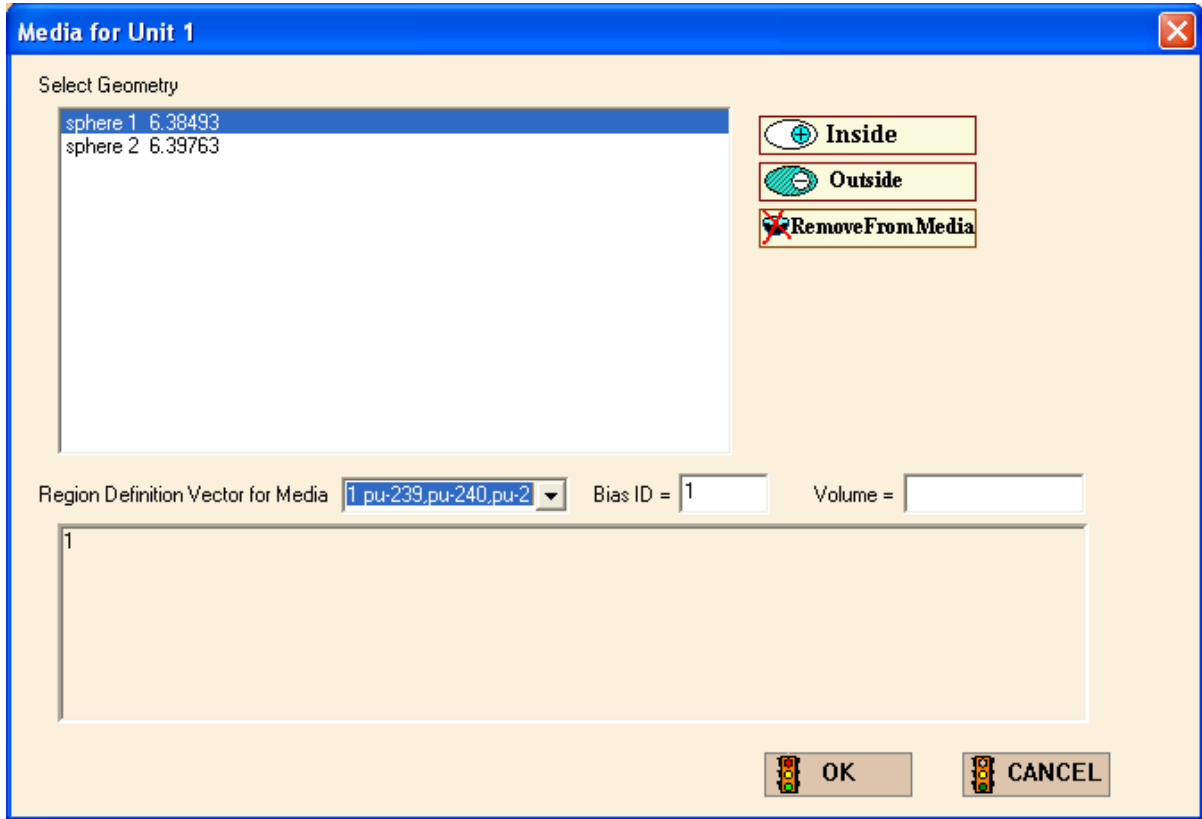 Media for Unit 1
Select Geometry
sphere 1 6.38493
sphere 2 6.39763
Inside
Outside
RemoveFromMedia
Region Definition Vector for Media 1 pu-239,pu-240,pu-2 Bias ID = 1 Volume =
1
OK CANCEL